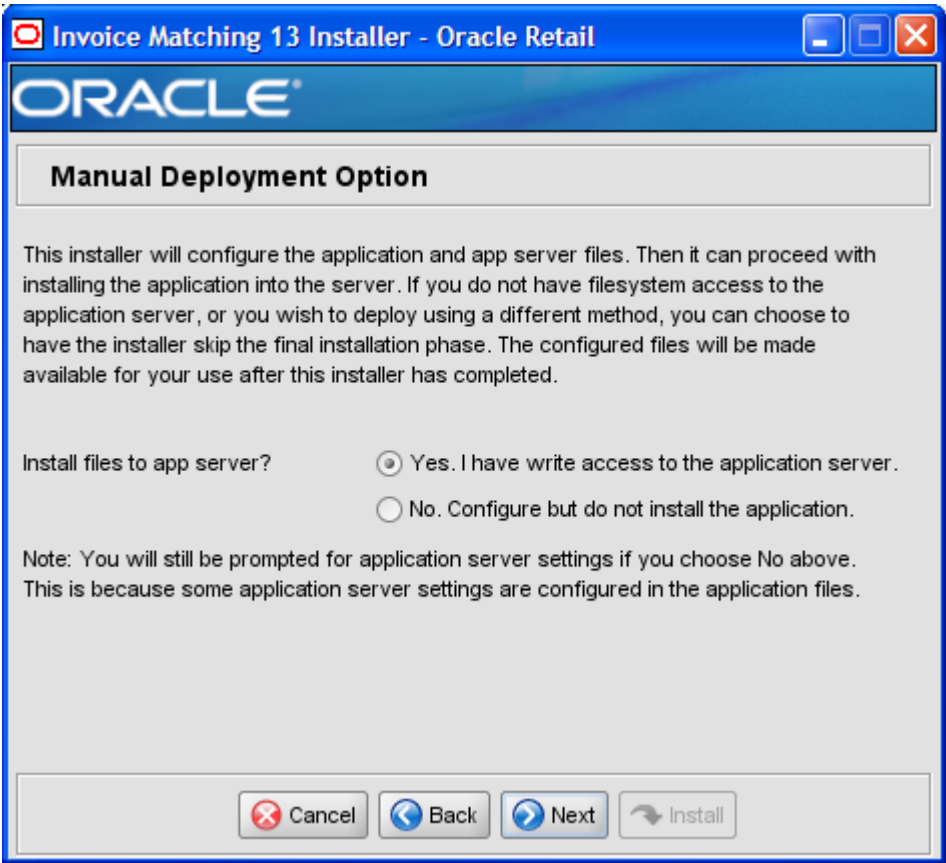 Invoice Matching 13 Installer - Oracle Retail
ORACLE
Manual Deployment Option
This installer will configure the application and app server files. Then it can proceed with
installing the application into the server. If you do not have filesystem access to the
application server, or you wish to deploy using a different method, you can choose to
have the installer skip the final installation phase. The configured files will be made
available for your use after this installer has completed.
Install files to app server? Yes. I have write access to the application server.
No. Configure but do not install the application.
Note: You will still be prompted for application server settings if you choose No above.
This is because some application server settings are configured in the application files.
Cancel Back Next Install